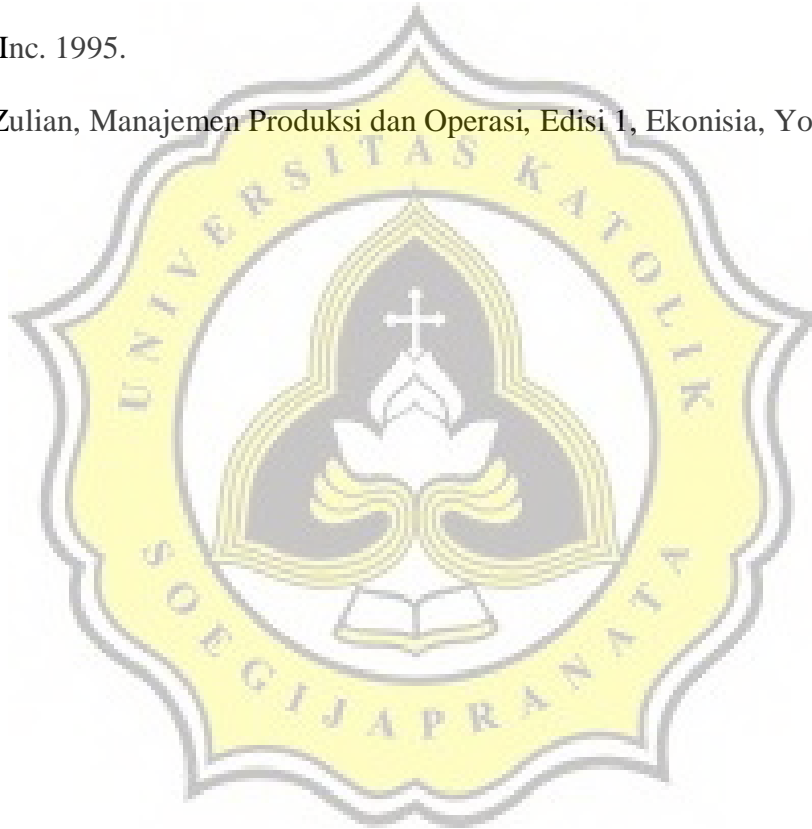 Inc. 1995.
Zulian, Manajemen Produksi dan Operasi, Edisi 1, Ekonisia, Yo
UNIVERSITAS KATOLIK
SOEGIJAPRANATA